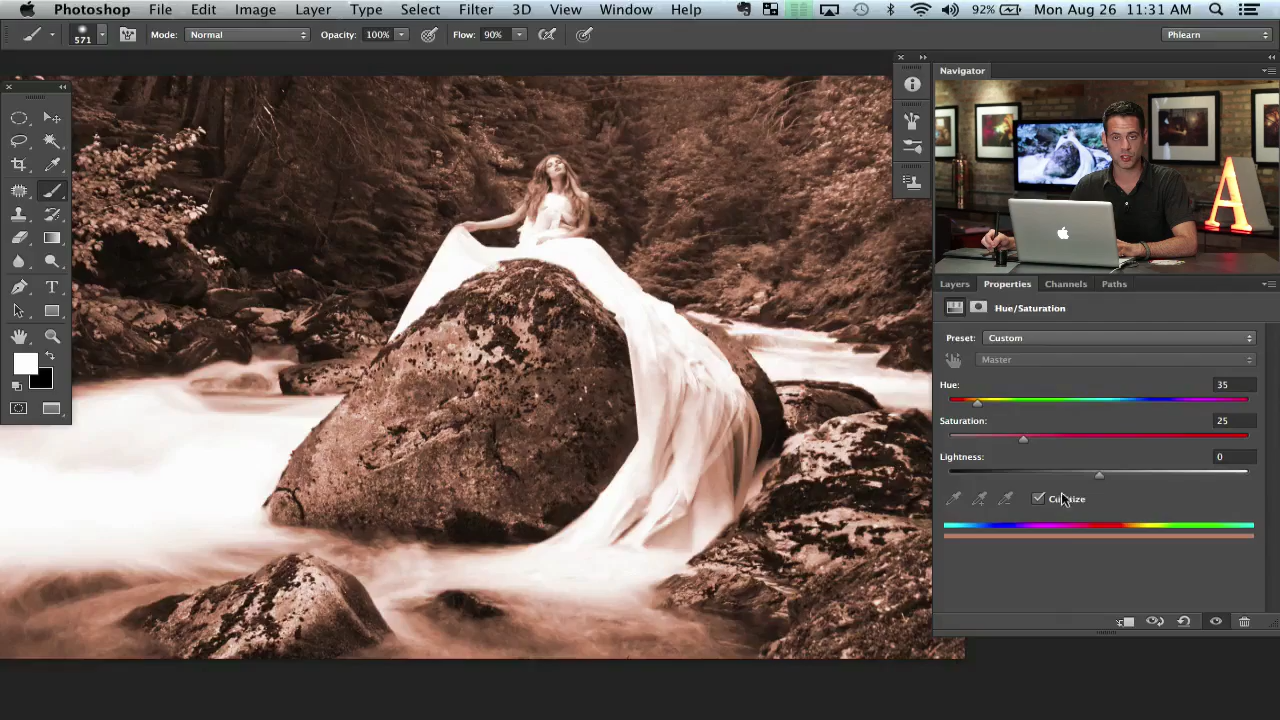 Photoshop File Edit Image Layer Type Select Filter 3D View Window Help 92% Mon Aug 26 11:31 AM
571 Mode: Normal Opacity: 100% Flow: 90% Phlearn
Navigator
A
Layers Properties Channels Paths
Hue/Saturation
Preset: Custom
Master
Hue: 35
Saturation: 25
Lightness: 0